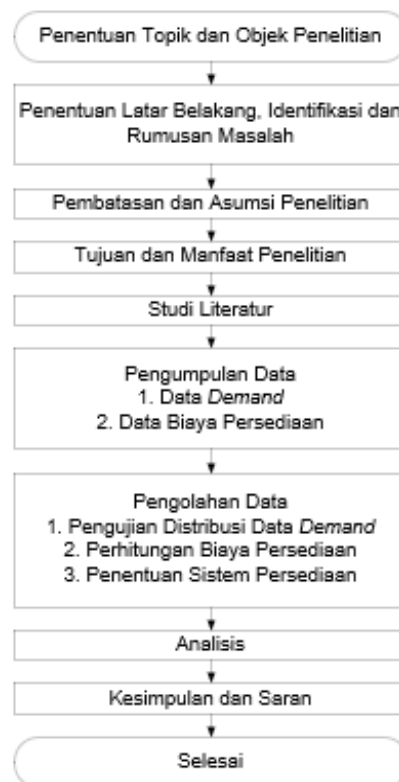 Penentuan Topik dan Objek Penelitian
Penentuan Latar Belakang, Identifikasi dan
Rumusan Masalah
Pembatasan dan Asumsi Penelitian
Tujuan dan Manfaat Penelitian
Studi Literatur
Pengumpulan Data
1. Data Demand
2. Data Biaya Persediaan
Pengolahan Data
1. Pengujian Distribusi Data Demand
2. Perhitungan Biaya Persediaan
3. Penentuan Sistem Persediaan
Analisis
Kesimpulan dan Saran
Selesai